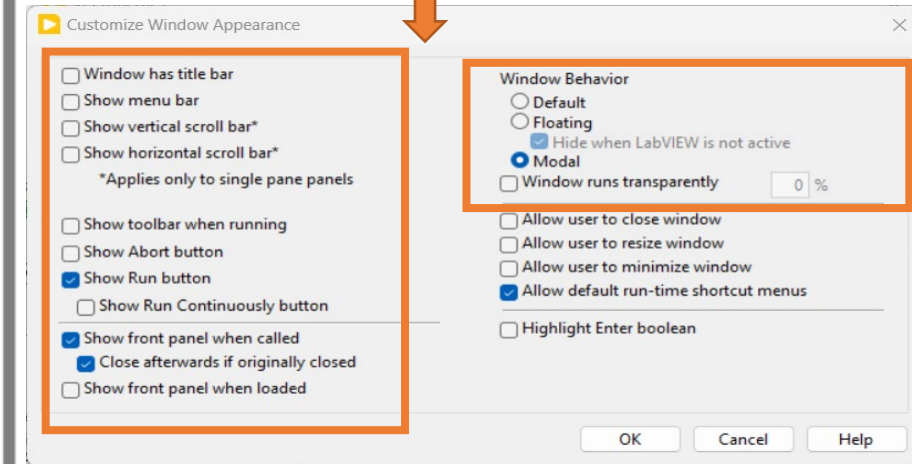 Customize Window Appearance
Window has title bar
Show menu bar
Show vertical scroll bar*
Show horizontal scroll bar*
*Applies only to single pane panels
Show toolbar when running
Show Abort button
Show Run button
Show Run Continuously button
Show front panel when called
Close afterwards if originally closed
Show front panel when loaded
Window Behavior
Default
Floating
Hide when LabVIEW is not active
Modal
Window runs transparently 0 %
Allow user to close window
Allow user to resize window
Allow user to minimize window
Allow default run-time shortcut menus
Highlight Enter boolean
OK Cancel Help